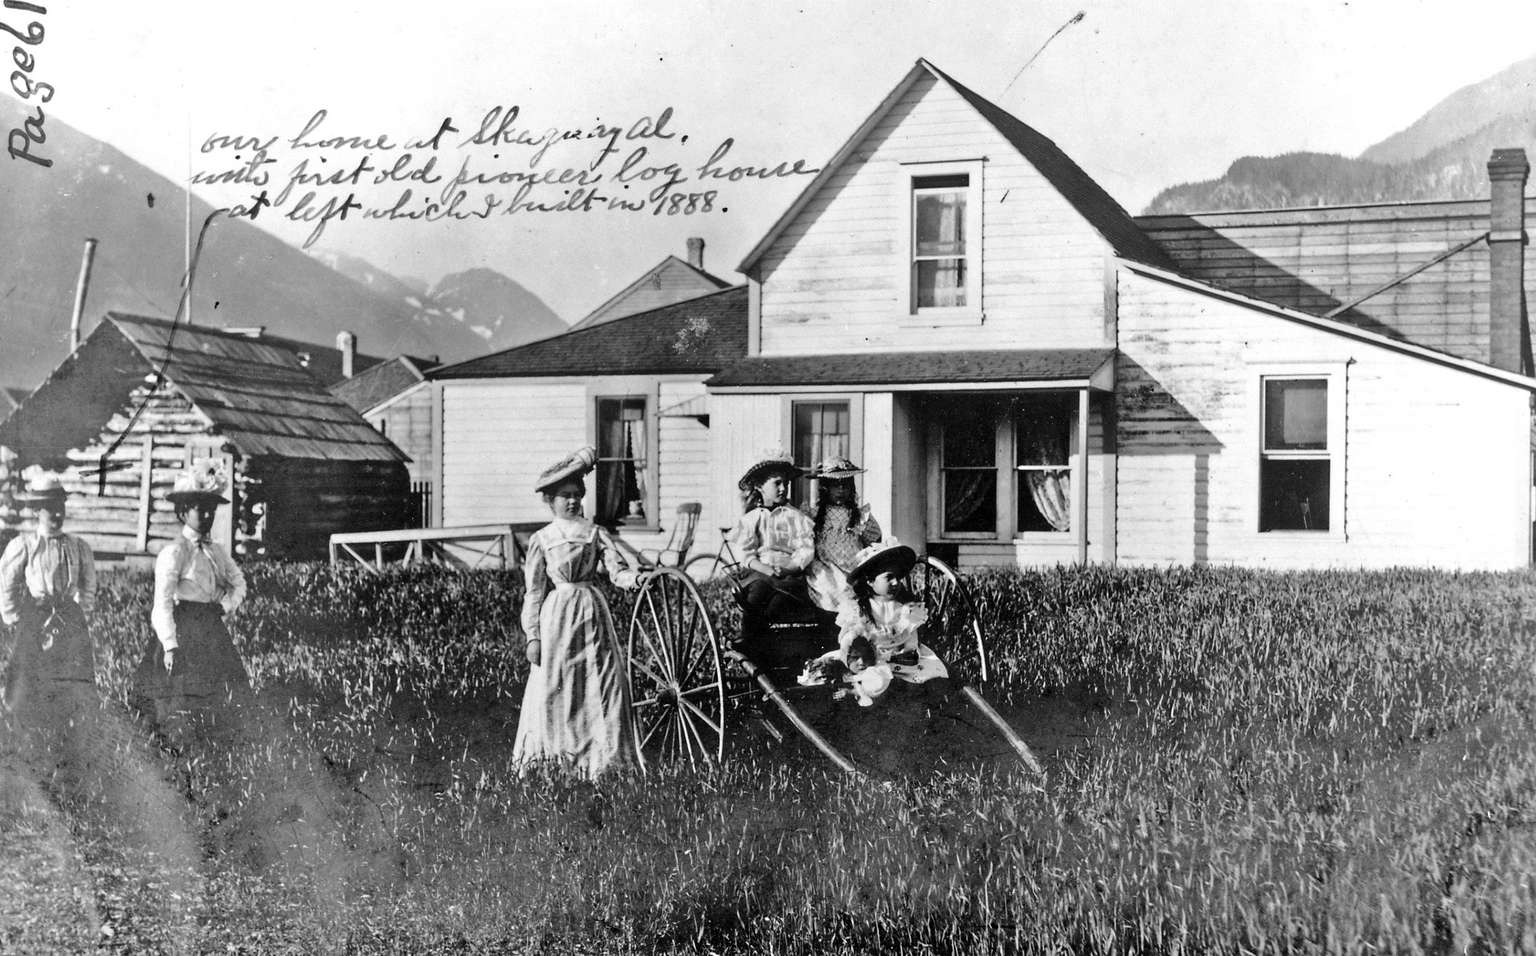 Page 61
our home at Skaguay Al.
with first old pioneer log house
at left which I built in 1888.